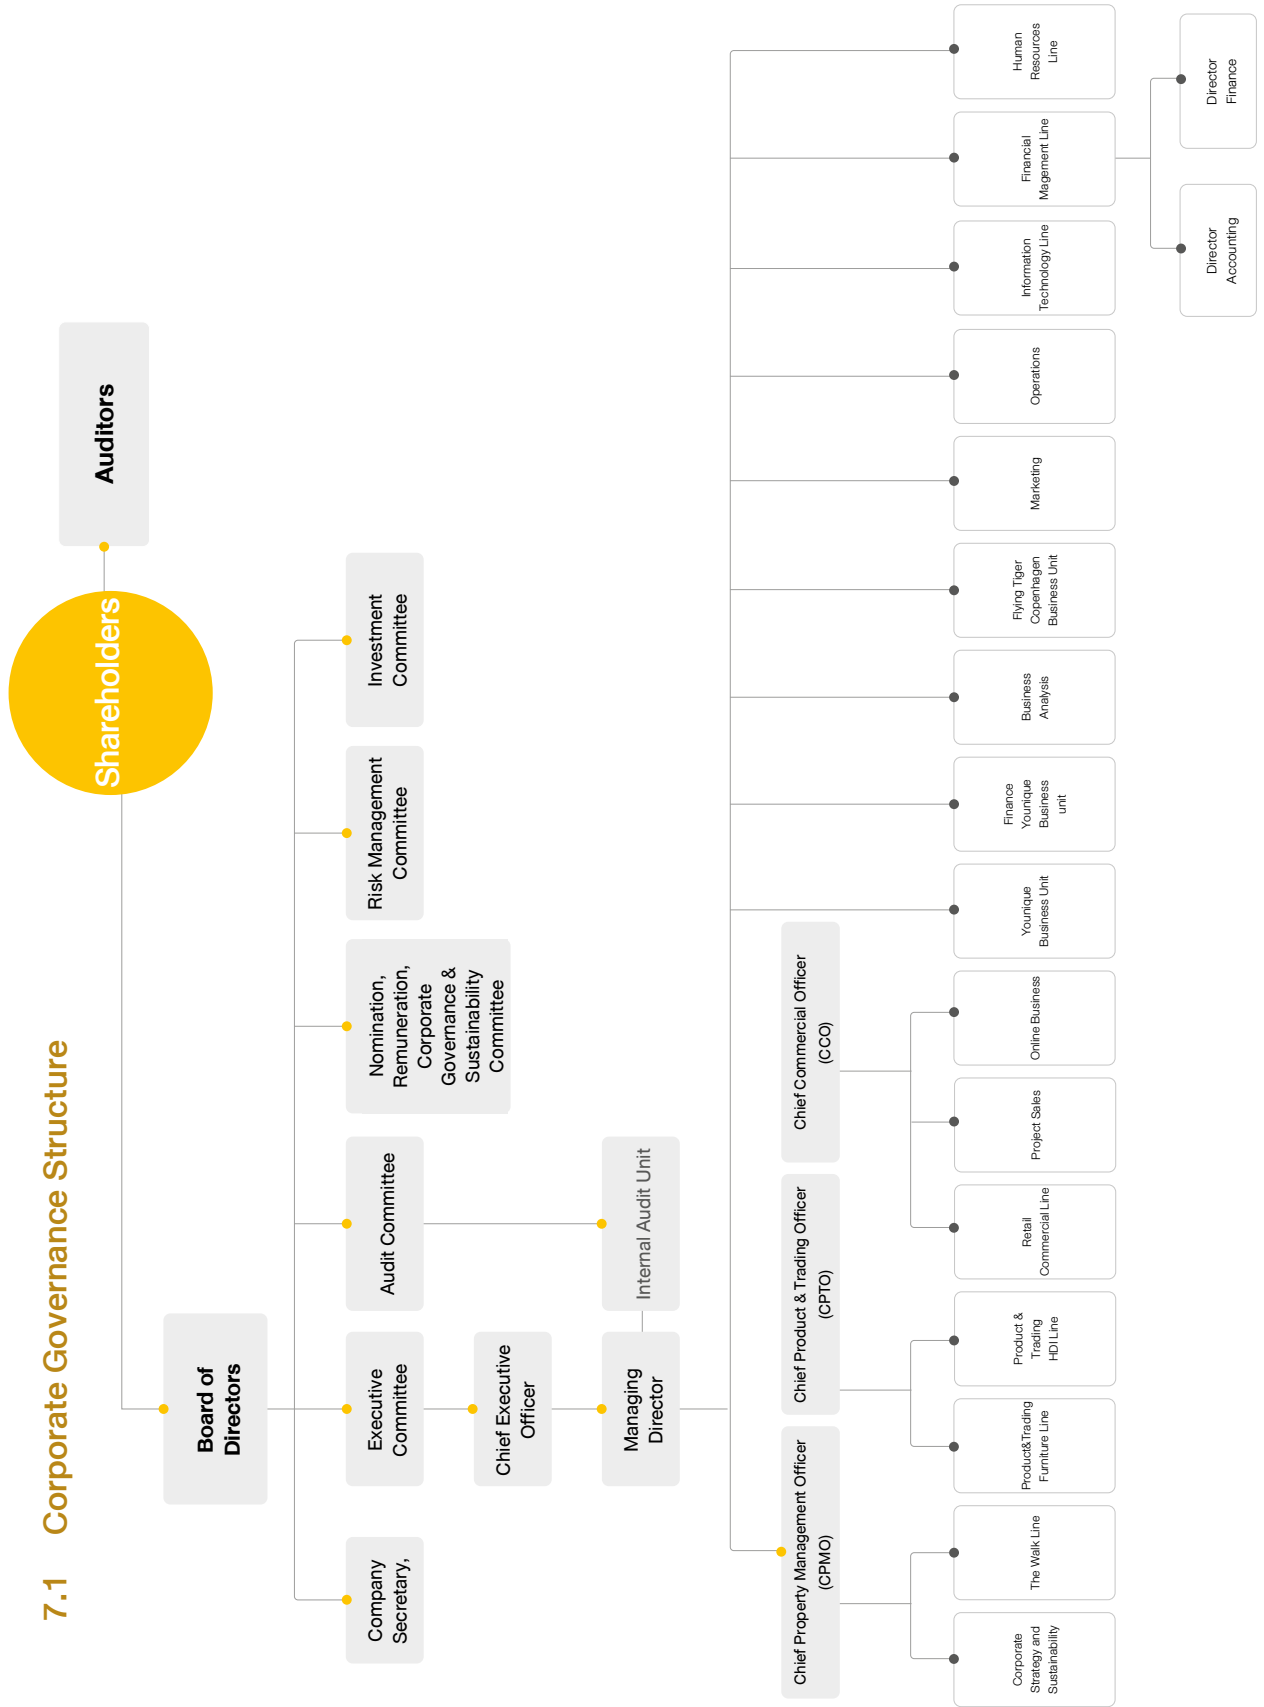 7.1 Corporate Governance Structure
Shareholders
Auditors
Board of
Directors
Company
Secretary,
Executive
Committee
Audit Committee
Nomination,
Remuneration,
Corporate
Governance &
Sustainability
Committee
Risk Management
Committee
Investment
Committee
Chief Executive
Officer
Managing
Director
Internal Audit Unit
Chief Property Management Officer
(CPMO)
Chief Product & Trading Officer
(CPTO)
Chief Commercial Officer
(CCO)
Corporate
Strategy and
Sustainability
The Walk Line
Product&Trading
Furniture Line
Product &
Trading
HDI Line
Retail
Commercial Line
Project Sales
Online Business
Younique
Business Unit
Finance
Younique
Business
unit
Business
Analysis
Flying Tiger
Copenhagen
Business Unit
Marketing
Operations
Information
Technology Line
Financial
Magement Line
Human
Resources
Line
Director
Accounting
Director
Finance